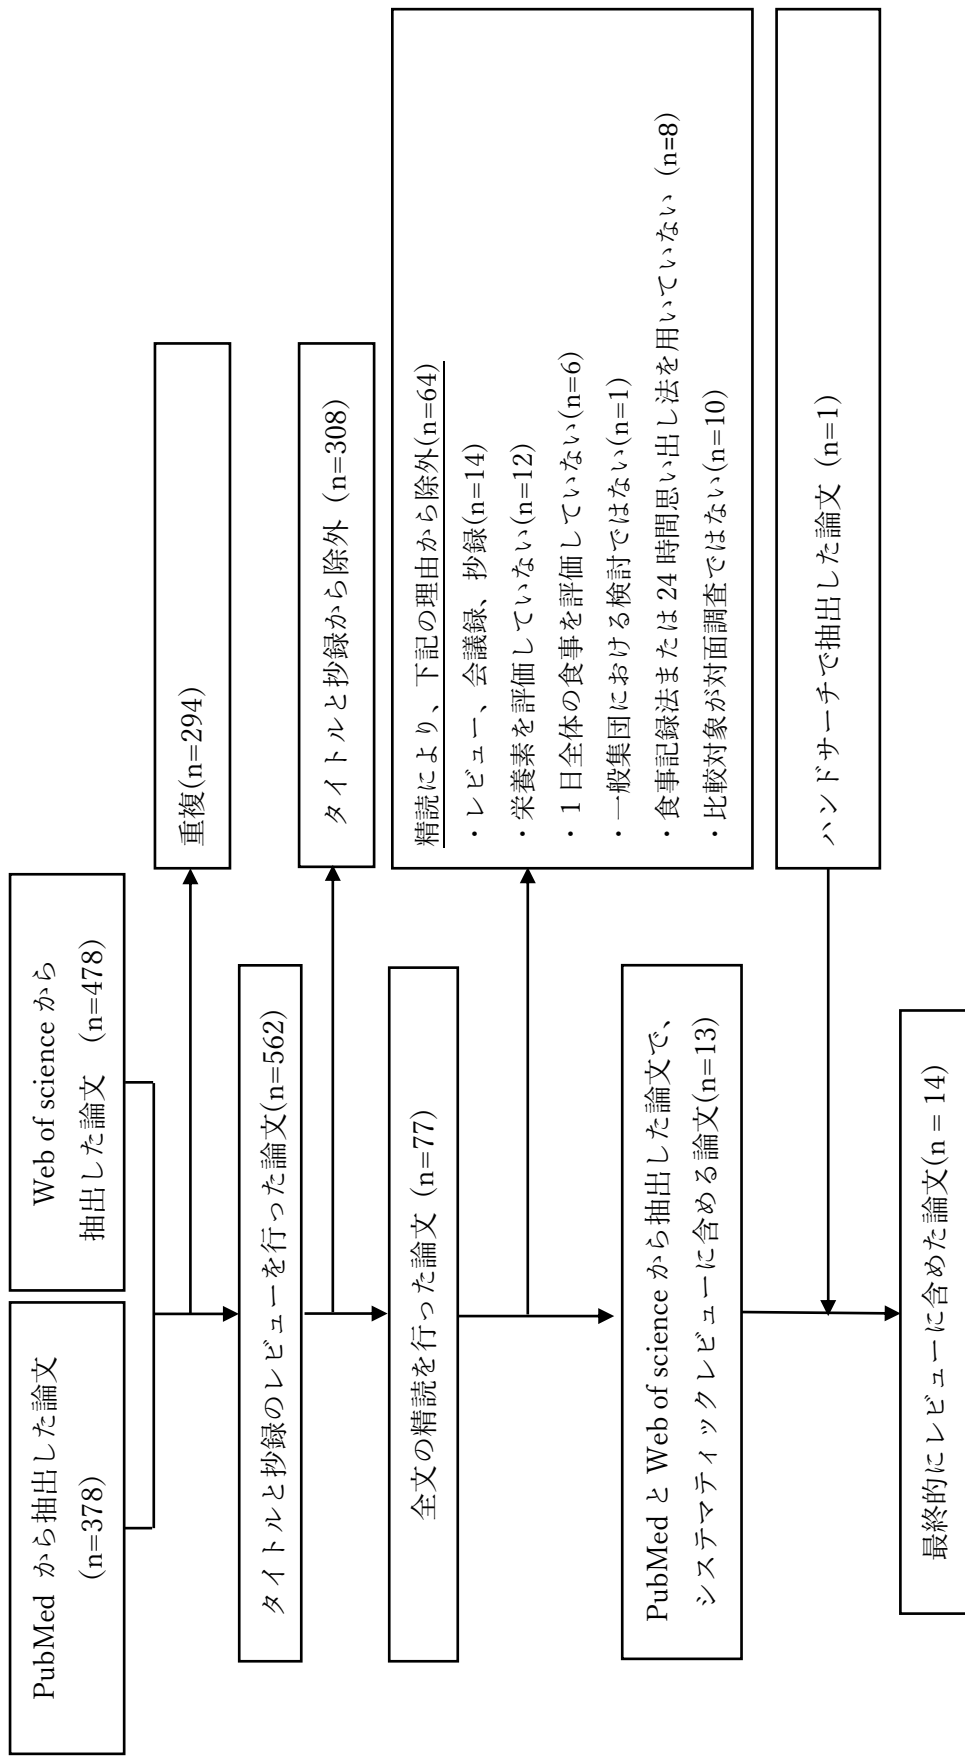 PubMed から抽出した論文
(n=378)
Web of science から
抽出した論文 (n=478)
重複(n=294)
タイトルと抄録のレビューを行った論文(n=562)
タイトルと抄録から除外 (n=308)
全文の精読を行った論文 (n=77)
精読により、下記の理由から除外(n=64)
・レビュー、会議録、抄録(n=14)
・栄養素を評価していない(n=12)
・1日全体の食事を評価していない(n=6)
・一般集団における検討ではない(n=1)
・食事記録法または 24 時間思い出し法を用いていない (n=8)
・比較対象が対面調査ではない(n=10)
PubMed と Web of science から抽出した論文で、
システマティックレビューに含める論文(n=13)
ハンドサーチで抽出した論文 (n=1)
最終的にレビューに含めた論文(n = 14)